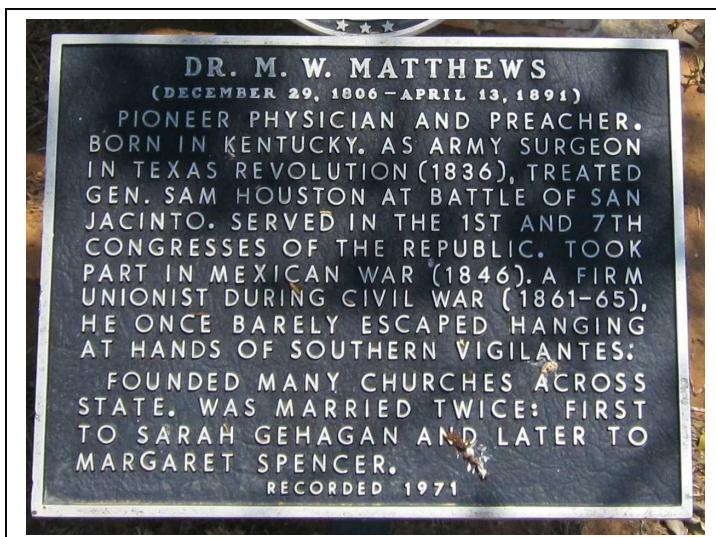 DR. M. W. MATTHEWS
(DECEMBER 29, 1806–APRIL 13, 1891)
PIONEER PHYSICIAN AND PREACHER.
BORN IN KENTUCKY. AS ARMY SURGEON
IN TEXAS REVOLUTION (1836), TREATED
GEN. SAM HOUSTON AT BATTLE OF SAN
JACINTO. SERVED IN THE 1ST AND 7TH
CONGRESSES OF THE REPUBLIC. TOOK
PART IN MEXICAN WAR (1846). A FIRM
UNIONIST DURING CIVIL WAR (1861-65),
HE ONCE BARELY ESCAPED HANGING
AT HANDS OF SOUTHERN VIGILANTES.
FOUNDED MANY CHURCHES ACROSS
STATE. WAS MARRIED TWICE: FIRST
TO SARAH GEHAGAN AND LATER TO
MARGARET SPENCER.
RECORDED 1971